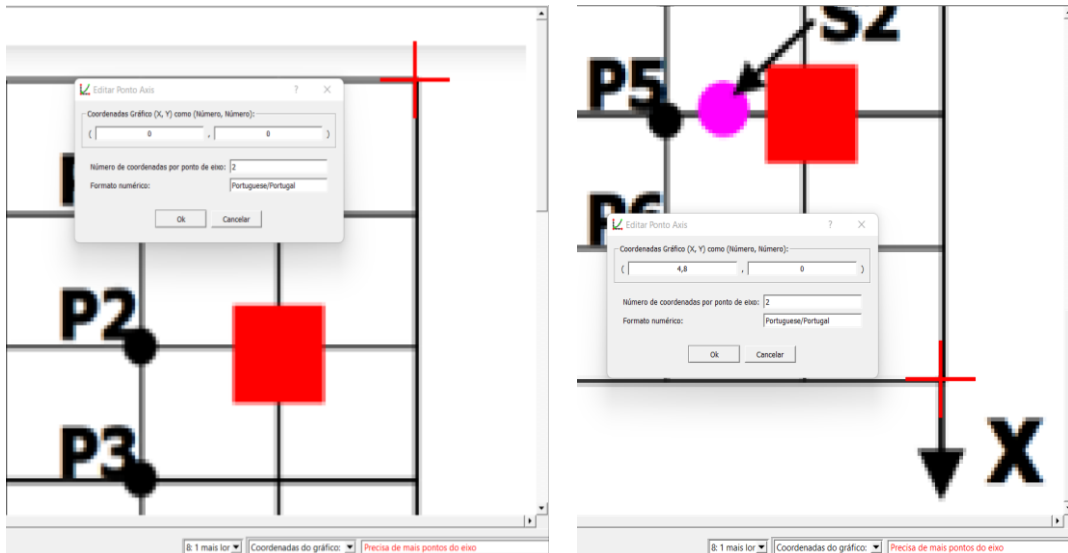 Editar Ponto Axis ? X
Coordenadas Gráfico (X, Y) como (Número, Número):
( 0 , 0 )
Número de coordenadas por ponto de eixo: 2
Formato numérico: Portuguese/Portugal
Ok Cancelar
P2
P3
8: 1 mais lor Coordenadas do gráfico: Precisa de mais pontos do eixo
S2
P5
P6
Editar Ponto Axis ? X
Coordenadas Gráfico (X, Y) como (Número, Número):
( 4,8 , 0 )
Número de coordenadas por ponto de eixo: 2
Formato numérico: Portuguese/Portugal
Ok Cancelar
X
8: 1 mais lor Coordenadas do gráfico: Precisa de mais pontos do eixo